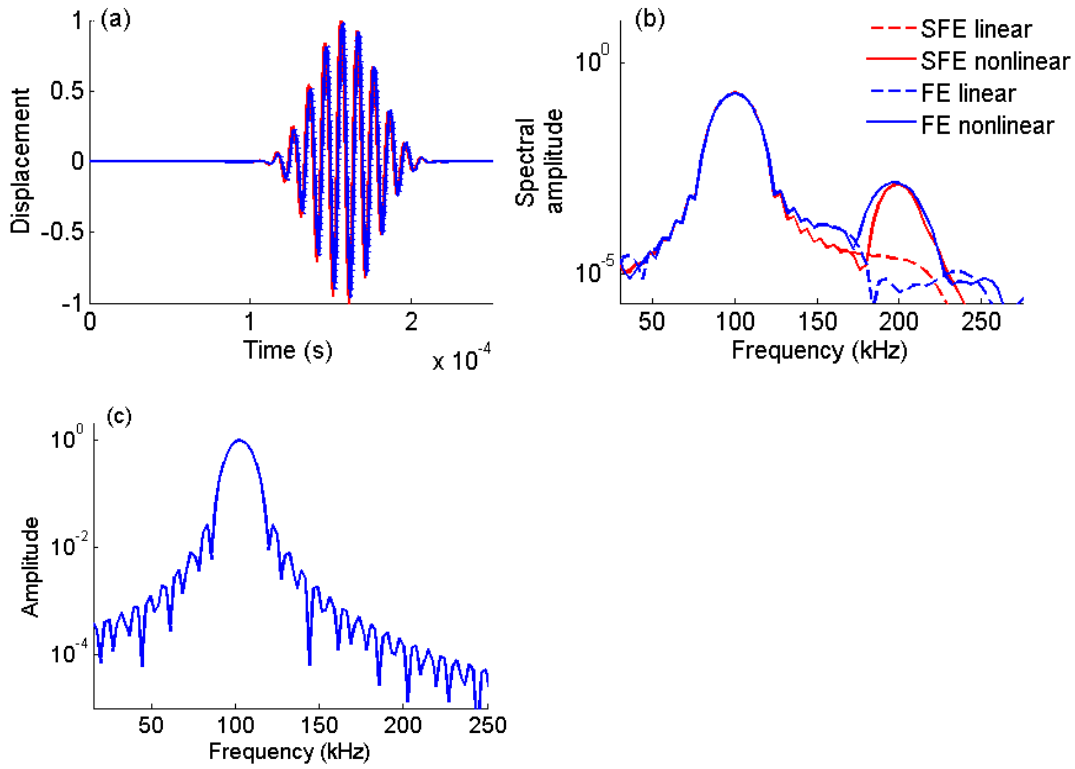 (a)
Displacement
1
0.5
0
-0.5
-1
0
1
2
Time (s)
x 10^-4
(b)
SFE linear
SFE nonlinear
FE linear
FE nonlinear
Spectral
amplitude
10^0
10^-5
50
100
150
200
250
Frequency (kHz)
(c)
Amplitude
10^0
10^-2
10^-4
50
100
150
200
250
Frequency (kHz)